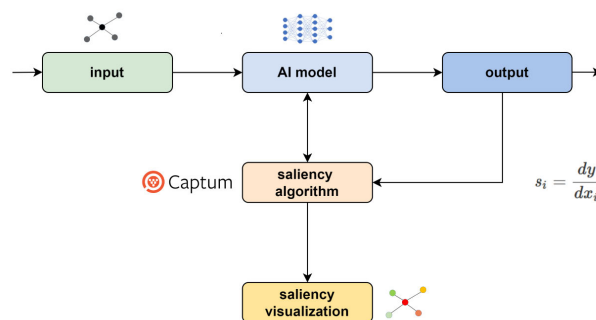 input
AI model
output
saliency
algorithm
Captum
s_i = dy/dx_i
saliency
visualization